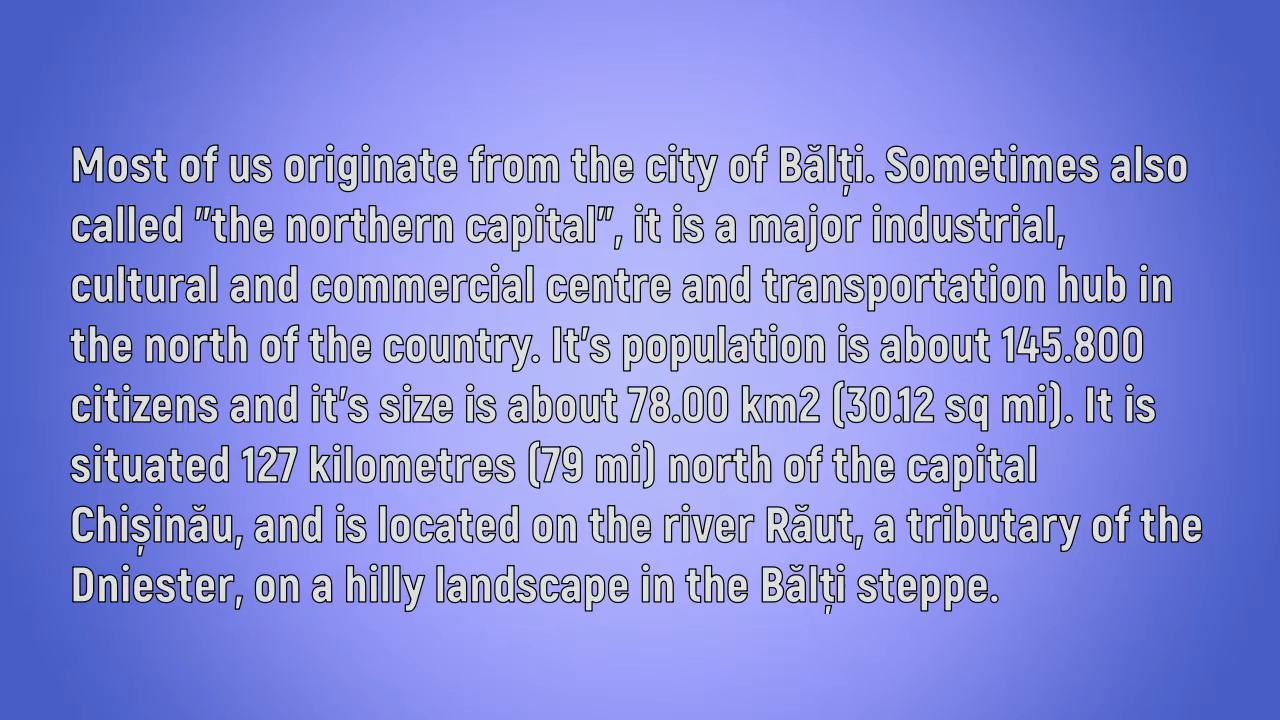 Most of us originate from the city of Bălți. Sometimes also
called "the northern capital", it is a major industrial,
cultural and commercial centre and transportation hub in
the north of the country. It's population is about 145.800
citizens and it's size is about 78.00 km2 (30.12 sq mi). It is
situated 127 kilometres (79 mi) north of the capital
Chișinău, and is located on the river Răut, a tributary of the
Dniester, on a hilly landscape in the Bălți steppe.